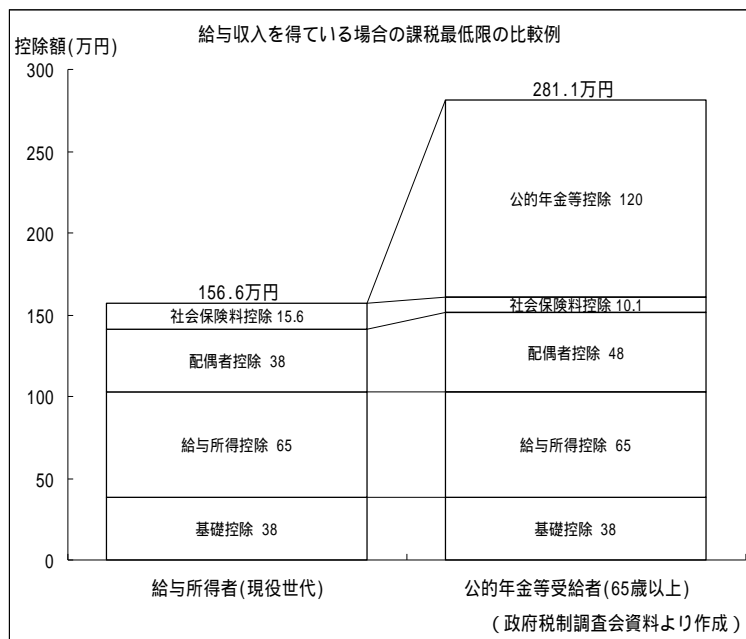 給与収入を得ている場合の課税最低限の比較例
控除額(万円)
300
250
200
150
100
50
0
156.6万円
社会保険料控除 15.6
配偶者控除 38
給与所得控除 65
基礎控除 38
281.1万円
公的年金等控除 120
社会保険料控除 10.1
配偶者控除 48
給与所得控除 65
基礎控除 38
給与所得者(現役世代)
公的年金等受給者(65歳以上)
(政府税制調査会資料より作成)